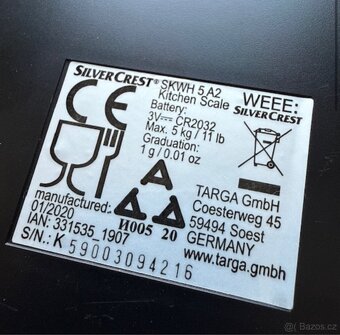 SILVERCREST®
SKWH 5 A2
Kitchen Scale
Battery:
3V⎓ CR2032
Max. 5 kg / 11 lb
Graduation:
1 g / 0.01 oz
WEEE:
SILVERCREST
CE
manufactured:
01/2020
IAN: 331535_1907
S/N.: K 59003094216
И005 20
TARGA GmbH
Coesterweg 45
59494 Soest
GERMANY
www.targa.gmbh
© Bazos.cz